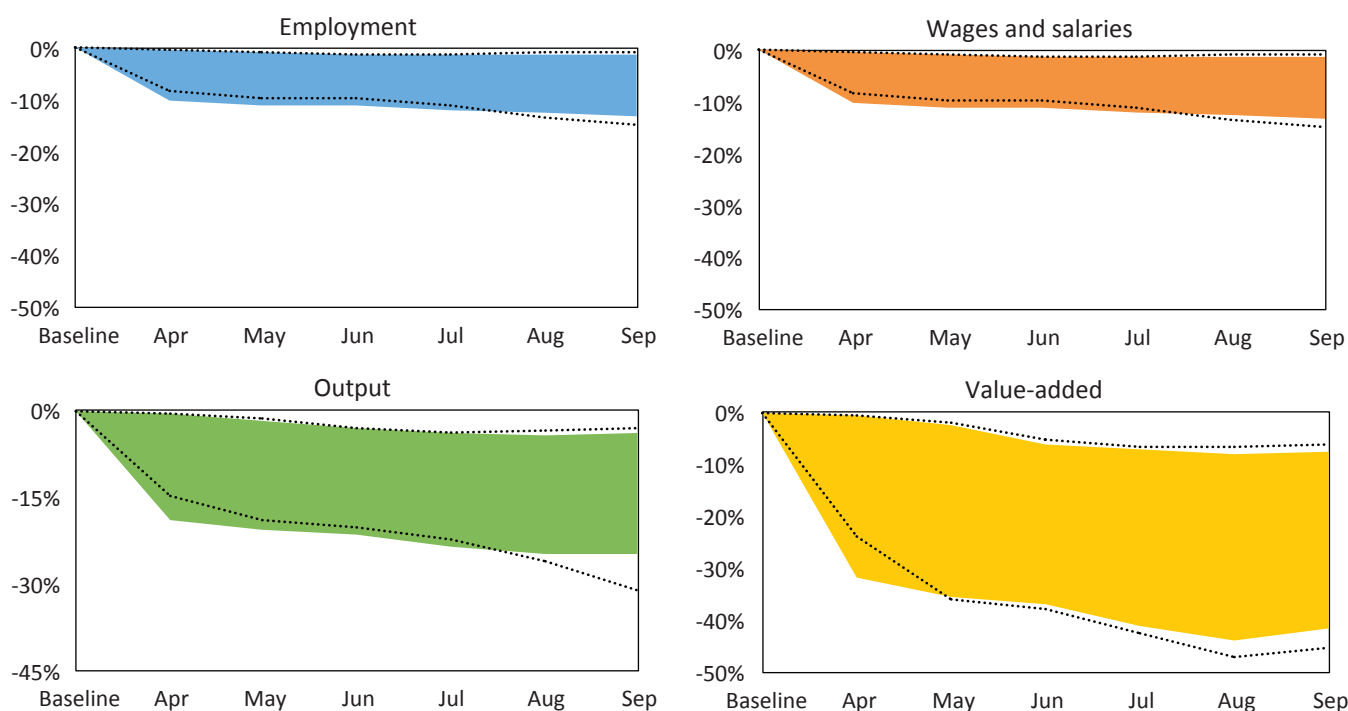 Employment
0%
-10%
-20%
-30%
-40%
-50%
Baseline Apr May Jun Jul Aug Sep
Wages and salaries
0%
-10%
-20%
-30%
-40%
-50%
Baseline Apr May Jun Jul Aug Sep
Output
0%
-15%
-30%
-45%
Baseline Apr May Jun Jul Aug Sep
Value-added
0%
-10%
-20%
-30%
-40%
-50%
Baseline Apr May Jun Jul Aug Sep